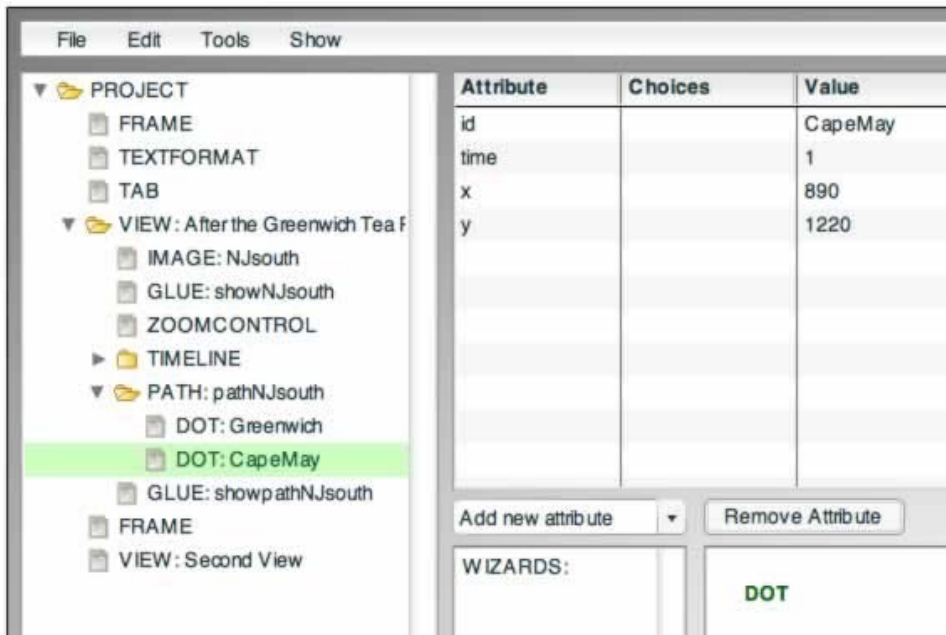 File Edit Tools Show
PROJECT
FRAME
TEXTFORMAT
TAB
VIEW: After the Greenwich Tea
IMAGE: NJsouth
GLUE: showNJsouth
ZOOMCONTROL
TIMELINE
PATH: pathNJsouth
DOT: Greenwich
DOT: CapeMay
GLUE: showpathNJsouth
FRAME
VIEW: Second View
Attribute Choices Value
id CapeMay
time 1
x 890
y 1220
Add new attribute Remove Attribute
WIZARDS:
DOT